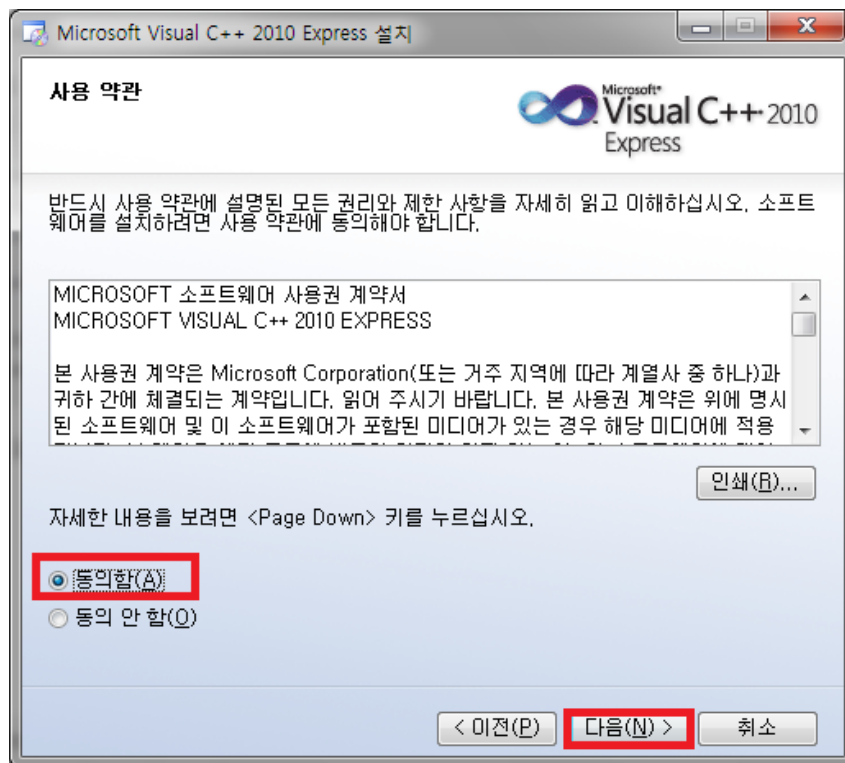 Microsoft Visual C++ 2010 Express 설치
사용 약관
Microsoft
Visual C++ 2010
Express
반드시 사용 약관에 설명된 모든 권리와 제한 사항을 자세히 읽고 이해하십시오. 소프트
웨어를 설치하려면 사용 약관에 동의해야 합니다.
MICROSOFT 소프트웨어 사용권 계약서
MICROSOFT VISUAL C++ 2010 EXPRESS
본 사용권 계약은 Microsoft Corporation(또는 거주 지역에 따라 계열사 중 하나)과
귀하 간에 체결되는 계약입니다. 읽어 주시기 바랍니다. 본 사용권 계약은 위에 명시
된 소프트웨어 및 이 소프트웨어가 포함된 미디어가 있는 경우 해당 미디어에 적용
인쇄(R)...
자세한 내용을 보려면 <Page Down> 키를 누르십시오.
동의함(A)
동의 안 함(O)
< 이전(P)
다음(N) >
취소